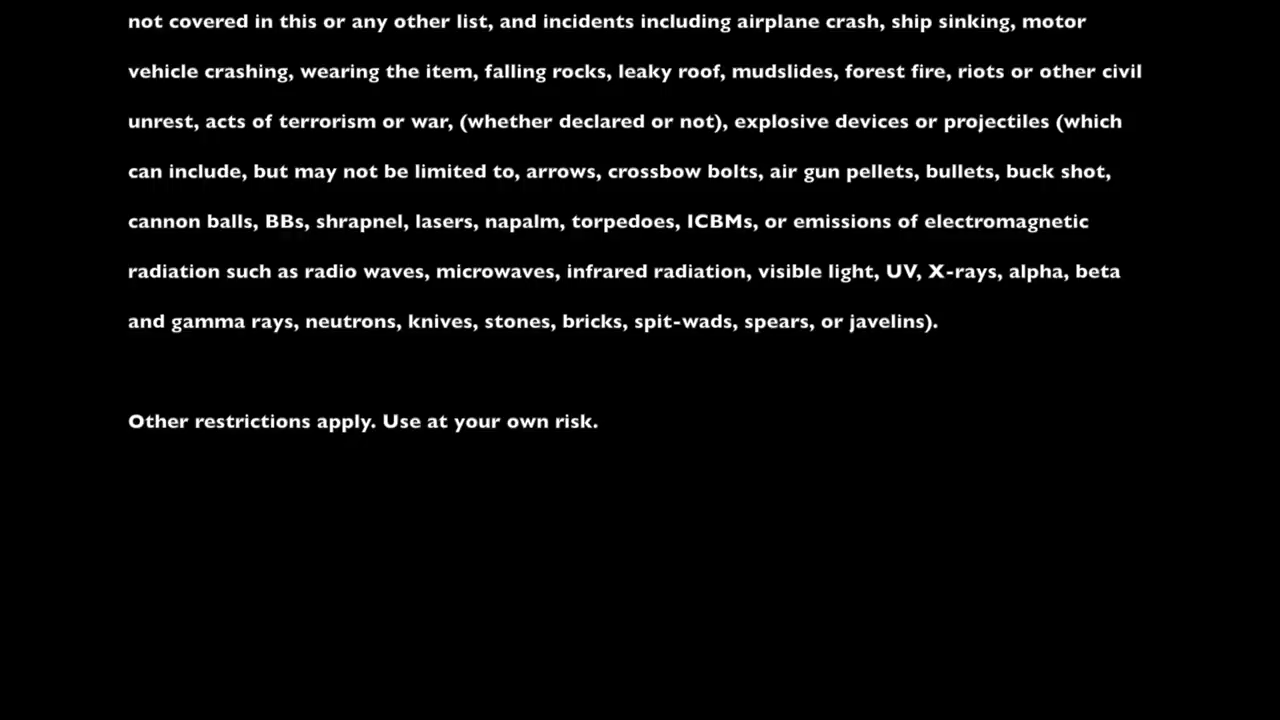 not covered in this or any other list, and incidents including airplane crash, ship sinking, motor
vehicle crashing, wearing the item, falling rocks, leaky roof, mudslides, forest fire, riots or other civil
unrest, acts of terrorism or war, (whether declared or not), explosive devices or projectiles (which
can include, but may not be limited to, arrows, crossbow bolts, air gun pellets, bullets, buck shot,
cannon balls, BBs, shrapnel, lasers, napalm, torpedoes, ICBMs, or emissions of electromagnetic
radiation such as radio waves, microwaves, infrared radiation, visible light, UV, X-rays, alpha, beta
and gamma rays, neutrons, knives, stones, bricks, spit-wads, spears, or javelins).
Other restrictions apply. Use at your own risk.